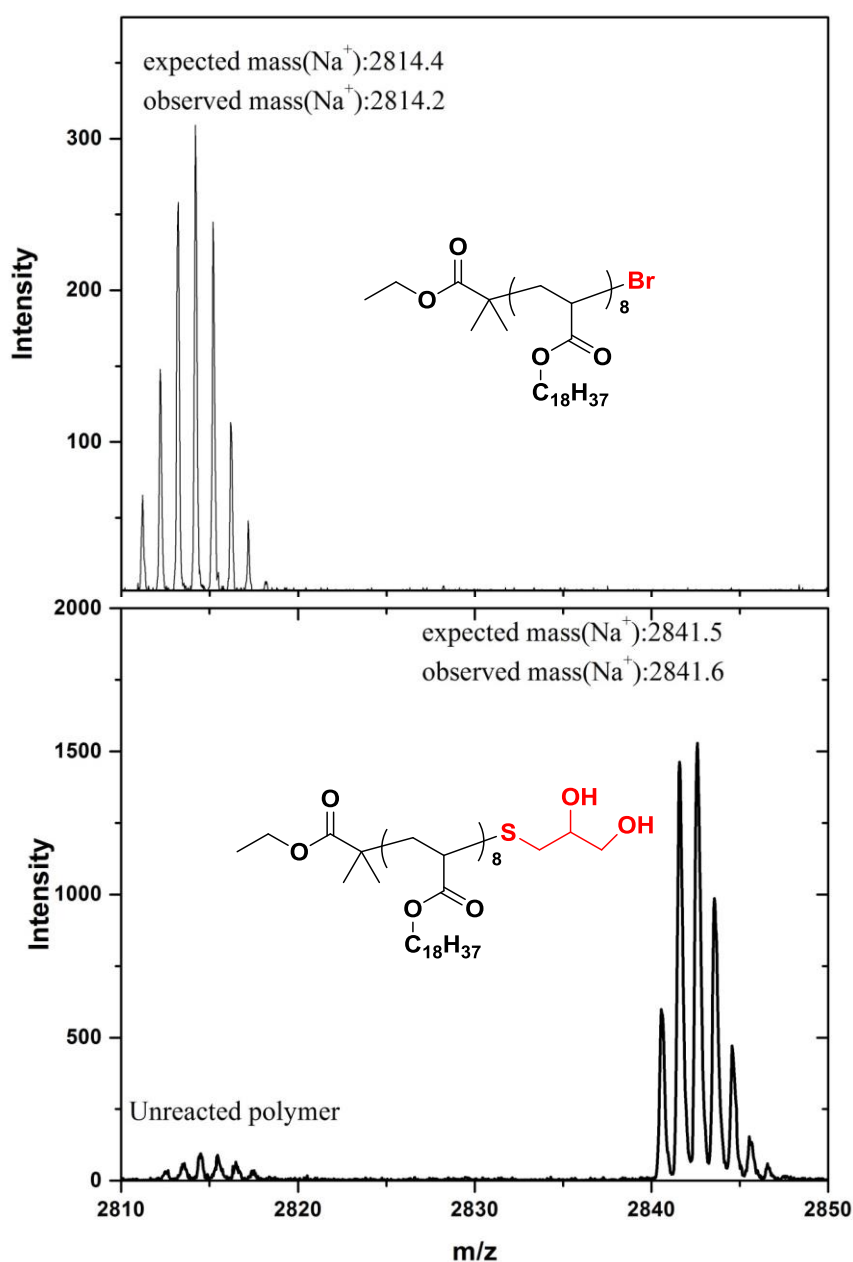 expected mass(Na⁺):2814.4
observed mass(Na⁺):2814.2
300
200
100
Intensity
O
O
Br
8
O
O
C₁₈H₃₇
2000
1500
1000
500
0
Intensity
expected mass(Na⁺):2841.5
observed mass(Na⁺):2841.6
OH
O
S
OH
O
8
O
O
C₁₈H₃₇
Unreacted polymer
2810
2820
2830
2840
2850
m/z